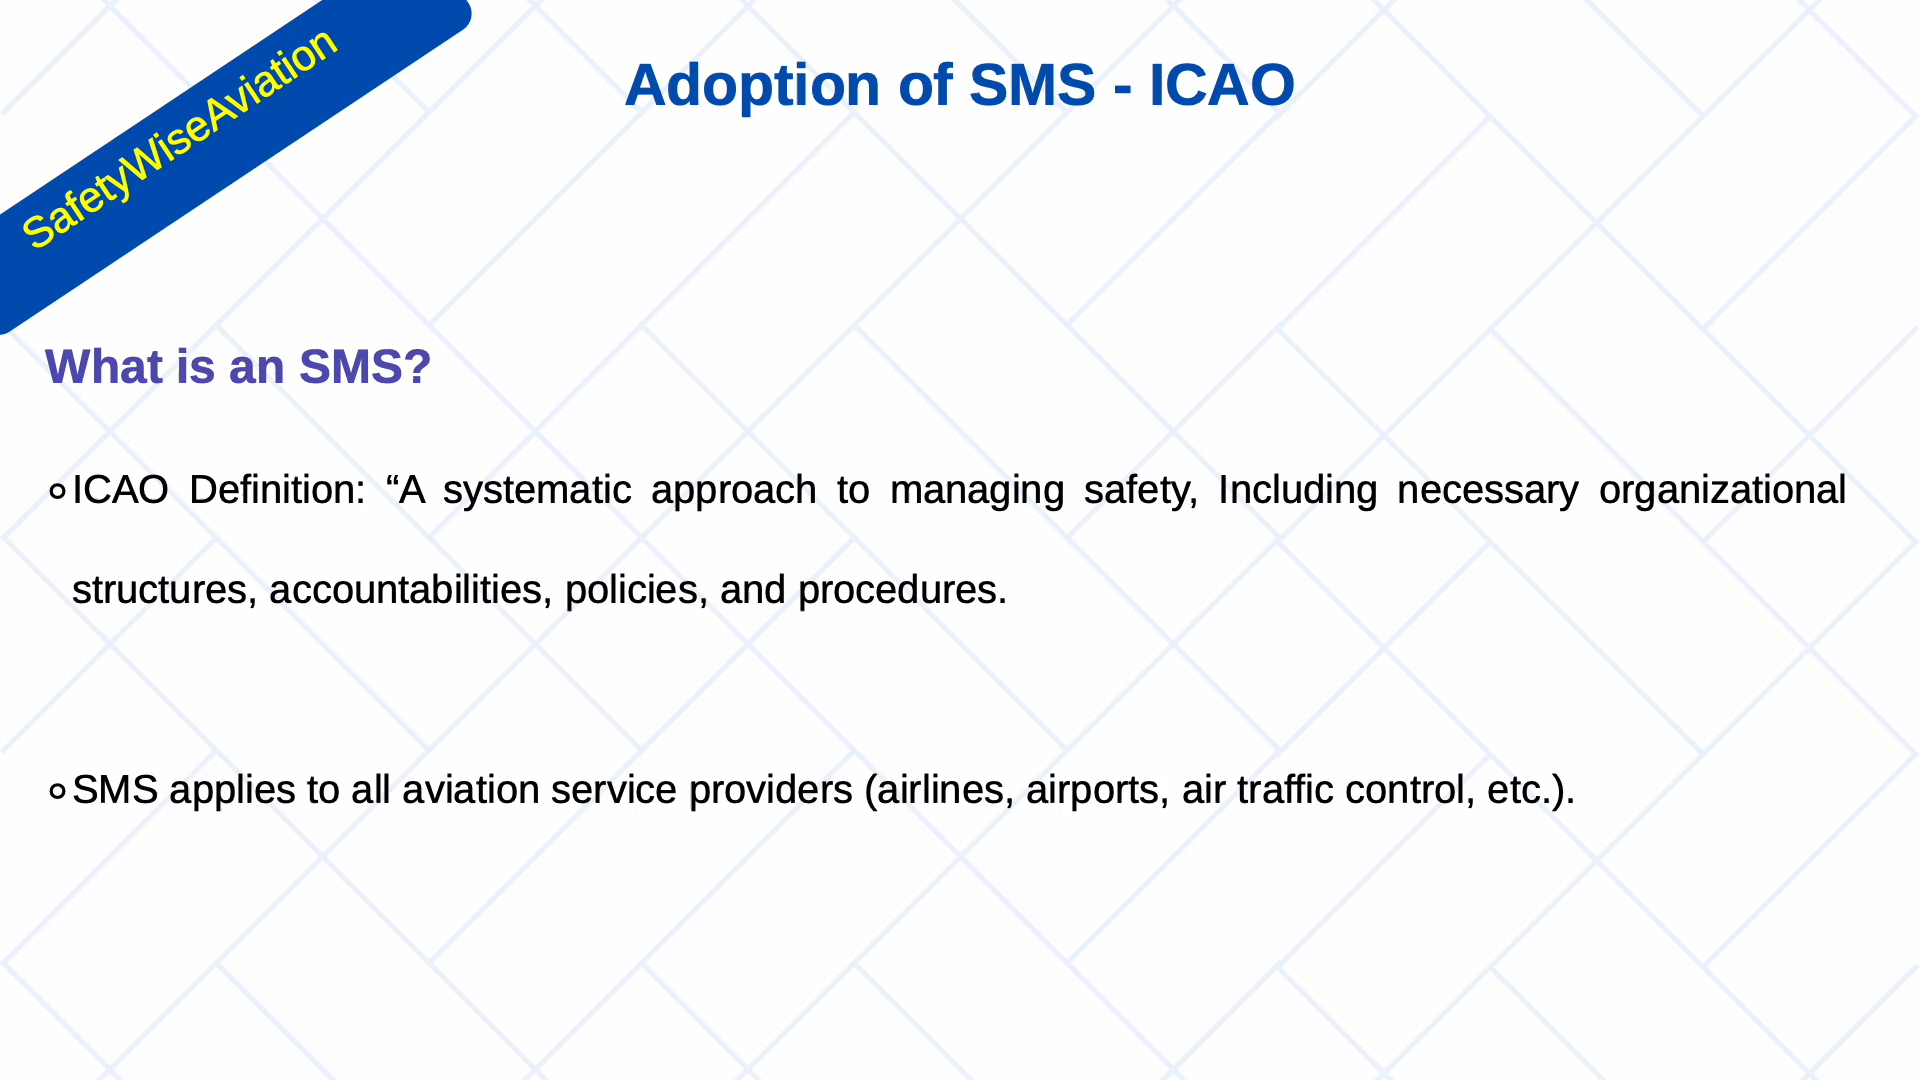 SafetyWiseAviation
Adoption of SMS - ICAO
What is an SMS?
ICAO Definition: “A systematic approach to managing safety, Including necessary organizational
structures, accountabilities, policies, and procedures.
SMS applies to all aviation service providers (airlines, airports, air traffic control, etc.).